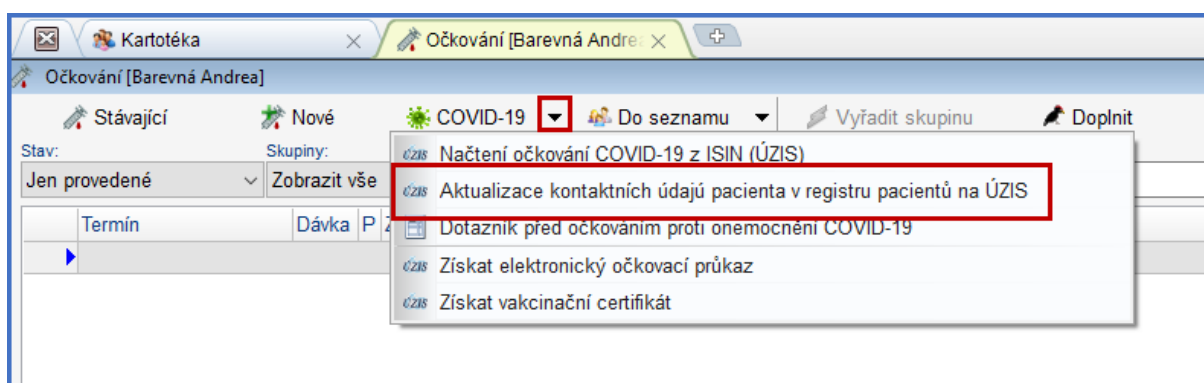 Kartotéka
Očkování [Barevná Andrea
Očkování [Barevná Andrea]
Stávající Nové COVID-19 Do seznamu Vyřadit skupinu Doplnit
Stav: Skupiny:
Jen provedené Zobrazit vše
Termín Dávka P
ÚZIS Načtení očkování COVID-19 z ISIN (ÚZIS)
ÚZIS Aktualizace kontaktních údajú pacienta v registru pacientů na ÚZIS
Dotazník před očkováním proti onemocnění COVID-19
ÚZIS Získat elektronický očkovací průkaz
ÚZIS Získat vakcinační certifikát